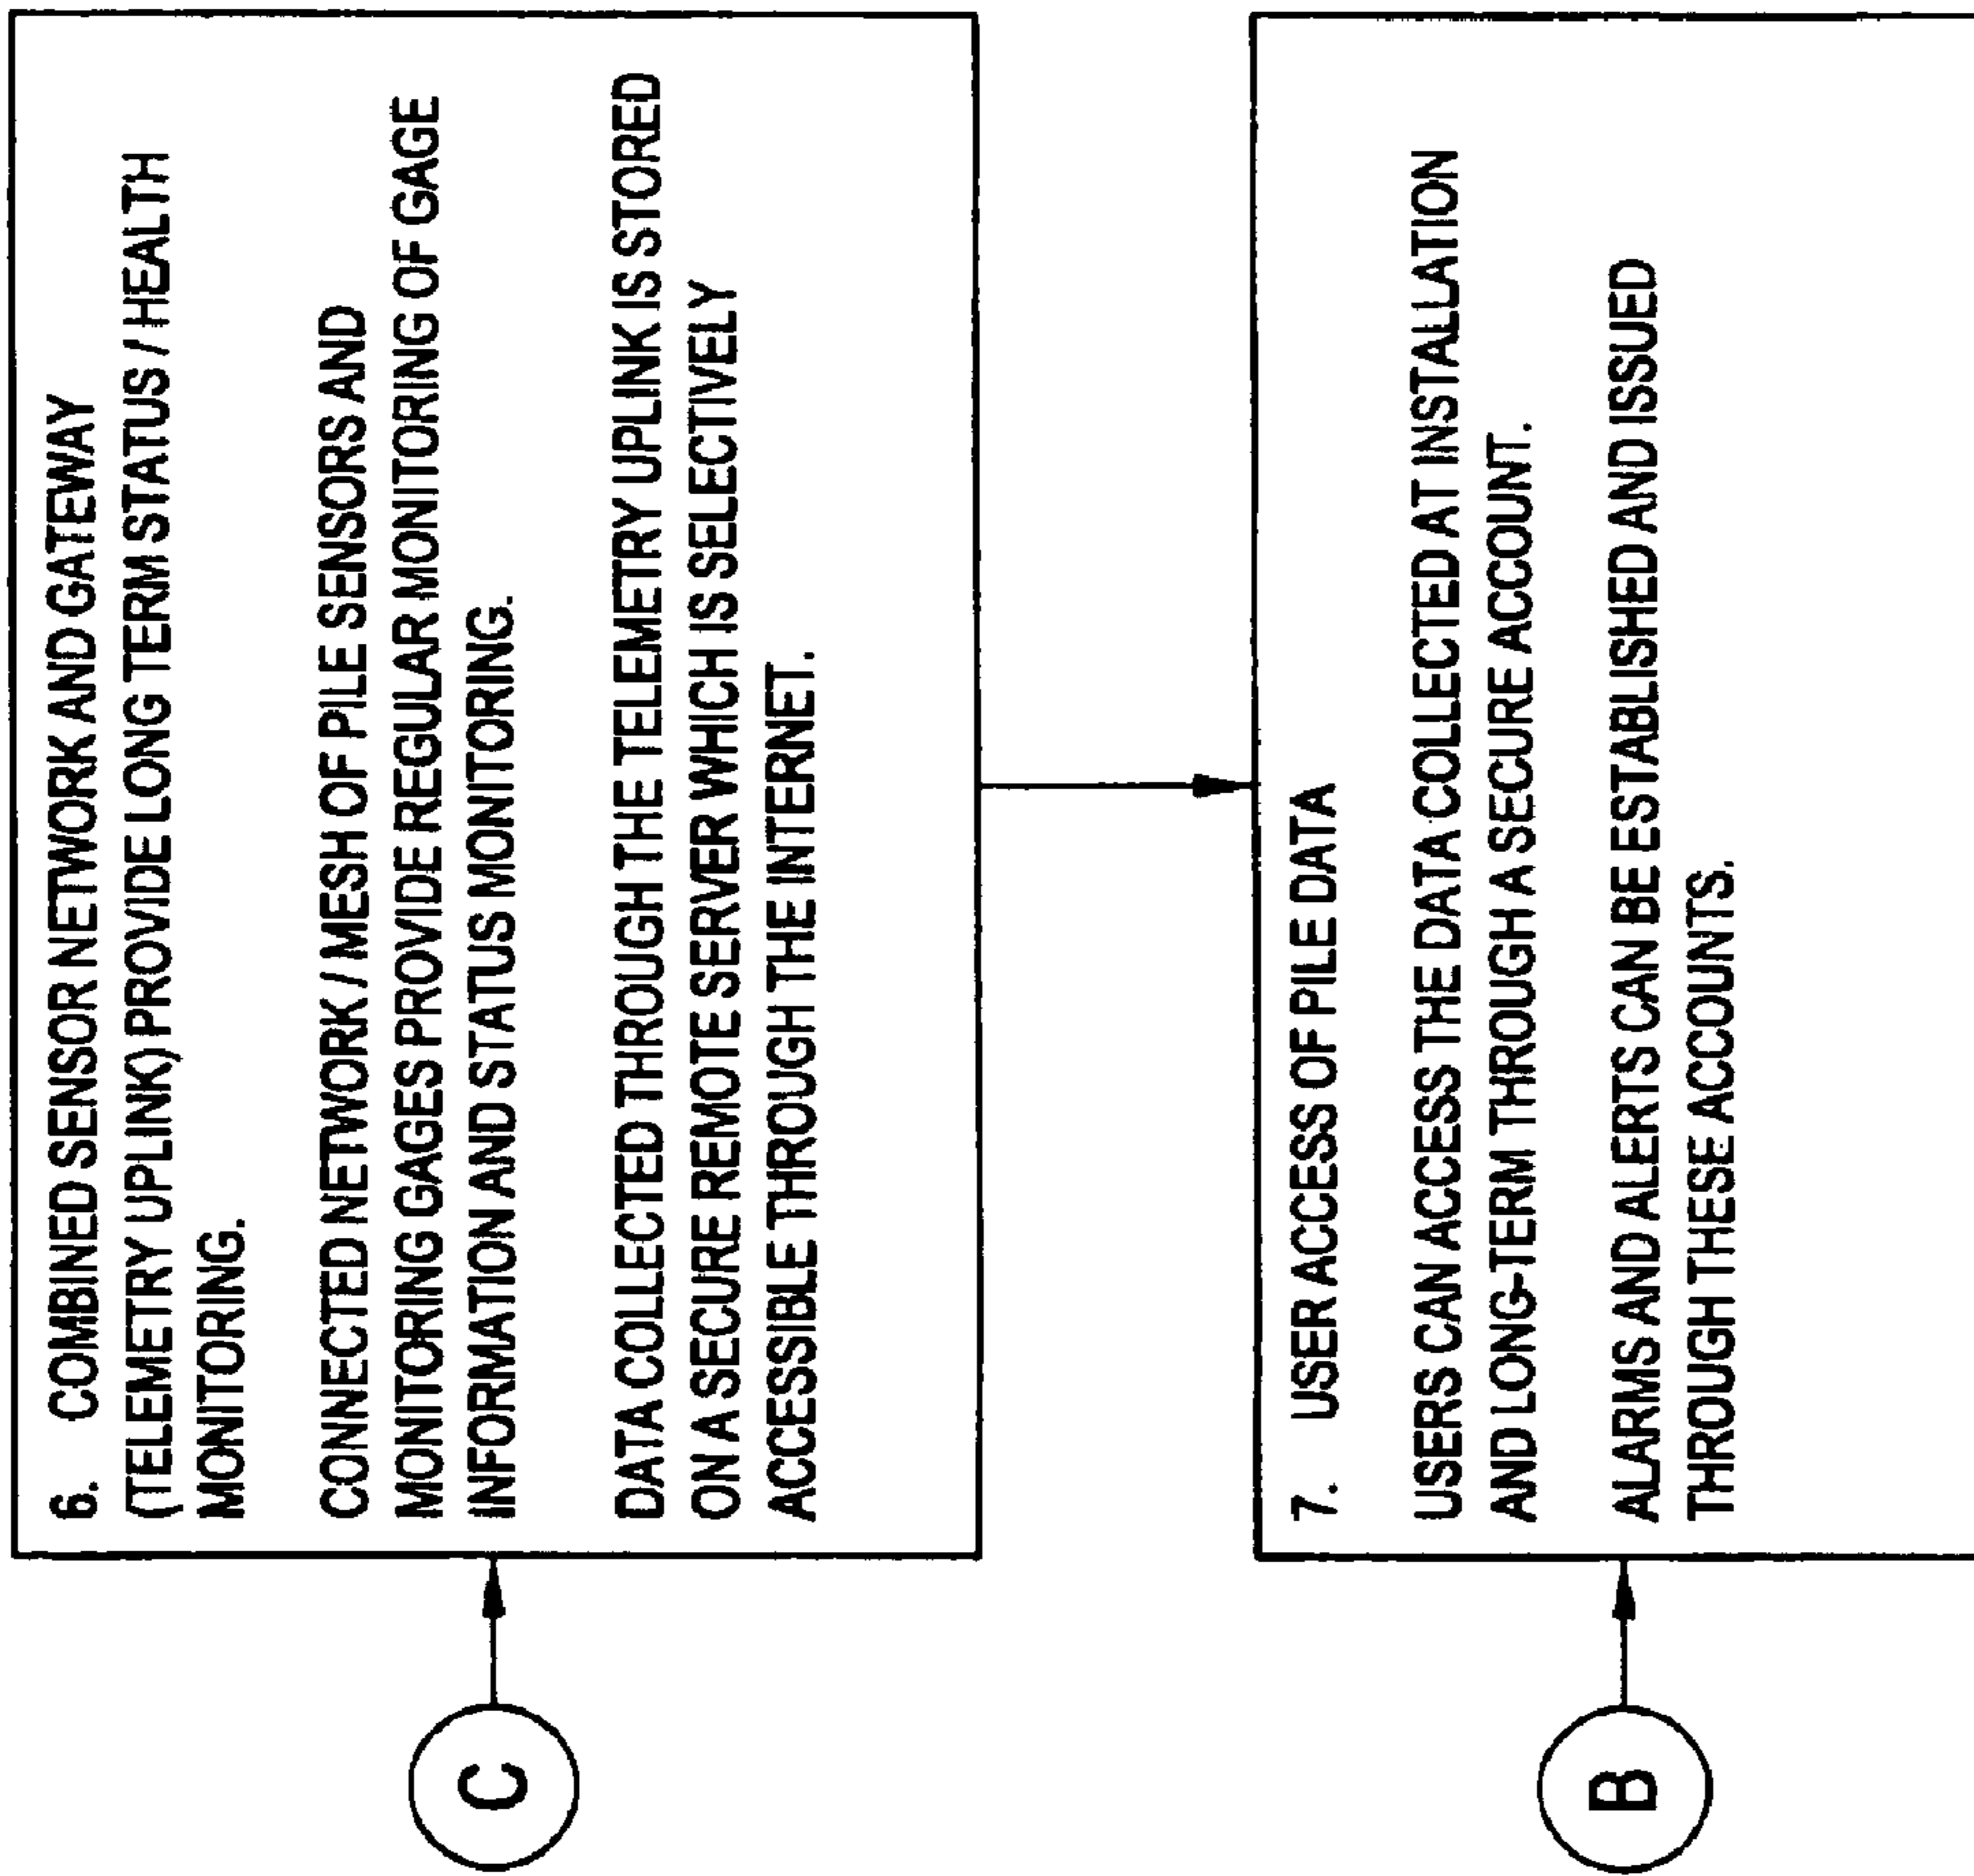 6. COMBINED SENSOR NETWORK AND GATEWAY
(TELEMETRY UPLINK) PROVIDE LONG TERM STATUS / HEALTH
MONITORING.
CONNECTED NETWORK / MESH OF PILE SENSORS AND
MONITORING GAGES PROVIDE REGULAR MONITORING OF GAGE
INFORMATION AND STATUS MONITORING.
DATA COLLECTED THROUGH THE TELEMETRY UPLINK IS STORED
ON A SECURE REMOTE SERVER WHICH IS SELECTIVELY
ACCESSIBLE THROUGH THE INTERNET.
C
7. USER ACCESS OF PILE DATA
USERS CAN ACCESS THE DATA COLLECTED AT INSTALLATION
AND LONG-TERM THROUGH A SECURE ACCOUNT.
ALARMS AND ALERTS CAN BE ESTABLISHED AND ISSUED
THROUGH THESE ACCOUNTS.
B